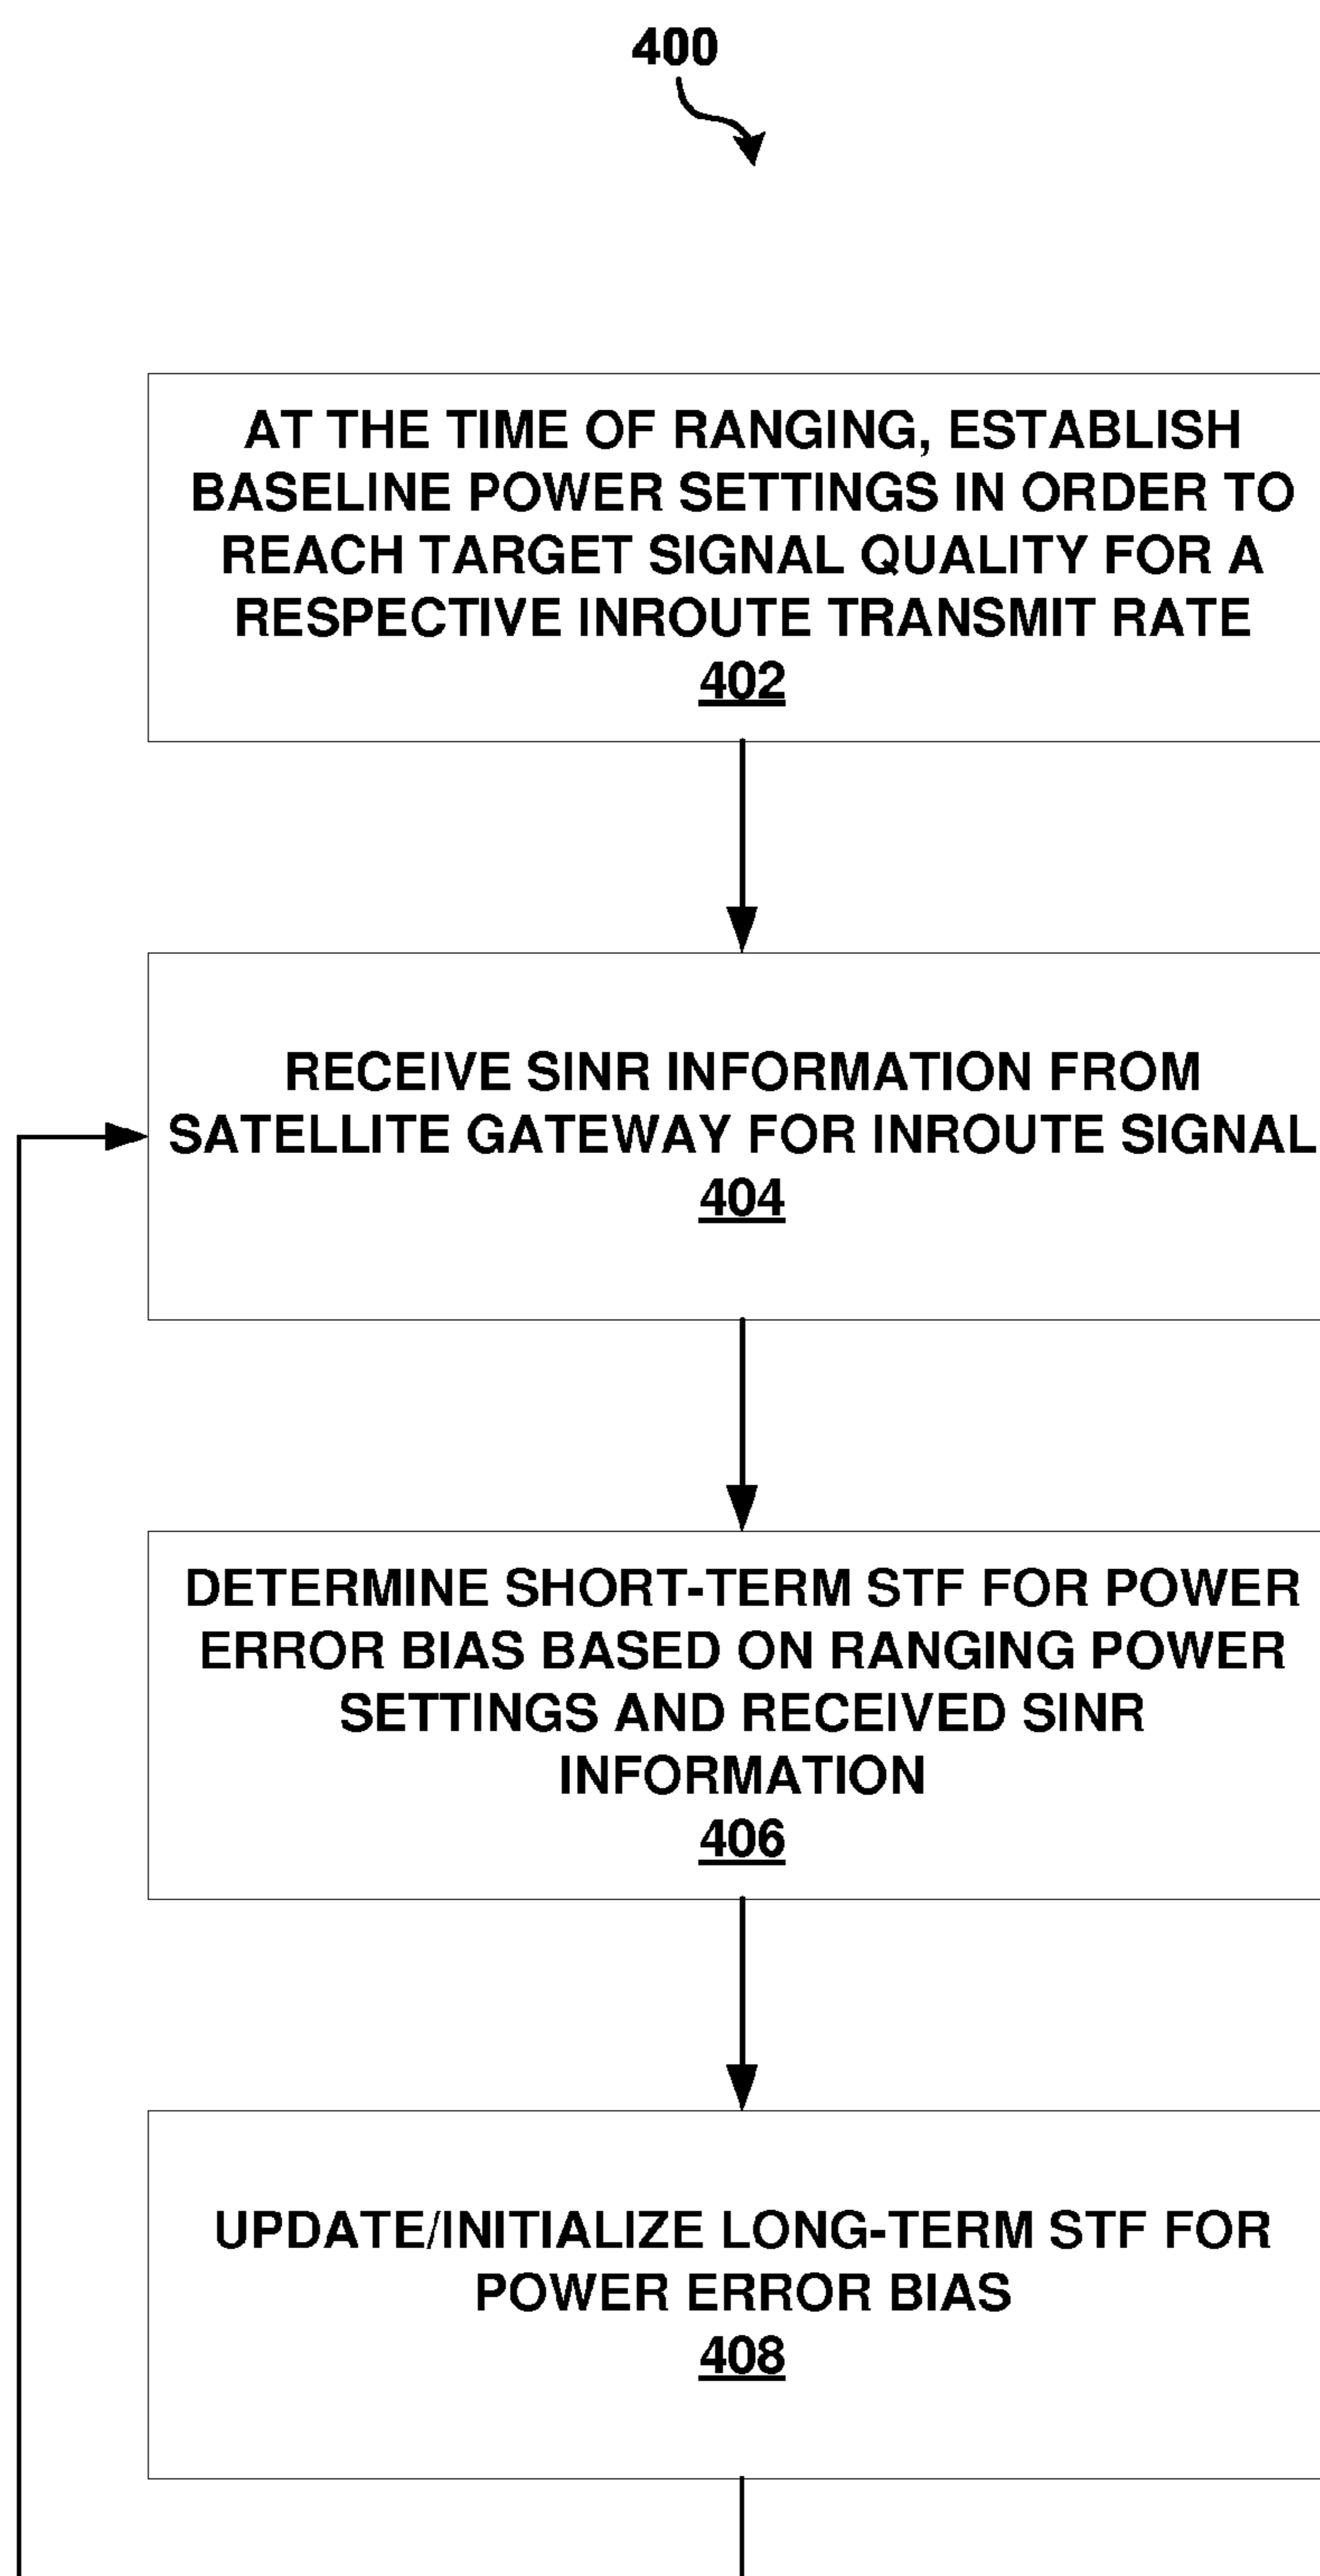 400
AT THE TIME OF RANGING, ESTABLISH
BASELINE POWER SETTINGS IN ORDER TO
REACH TARGET SIGNAL QUALITY FOR A
RESPECTIVE INROUTE TRANSMIT RATE
402
RECEIVE SINR INFORMATION FROM
SATELLITE GATEWAY FOR INROUTE SIGNAL
404
DETERMINE SHORT-TERM STF FOR POWER
ERROR BIAS BASED ON RANGING POWER
SETTINGS AND RECEIVED SINR
INFORMATION
406
UPDATE/INITIALIZE LONG-TERM STF FOR
POWER ERROR BIAS
408